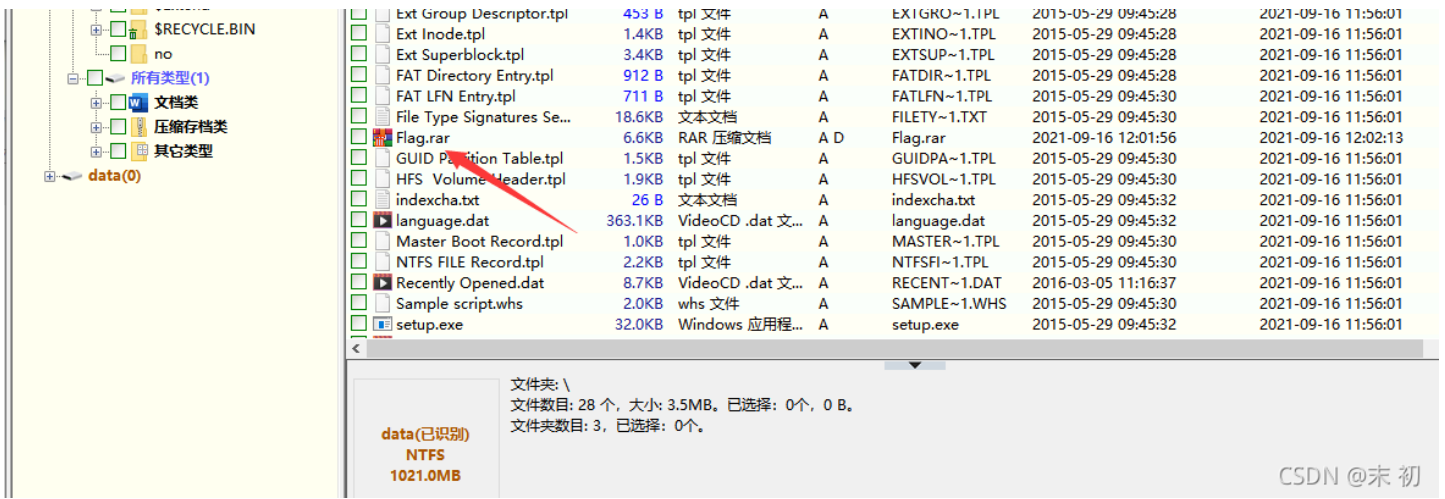 $Extend
$RECYCLE.BIN
no
所有类型(1)
文档类
压缩存档类
其它类型
data(0)
Ext Group Descriptor.tpl 453 B tpl 文件 A EXTGRO~1.TPL 2015-05-29 09:45:28 2021-09-16 11:56:01
Ext Inode.tpl 1.4KB tpl 文件 A EXTINO~1.TPL 2015-05-29 09:45:28 2021-09-16 11:56:01
Ext Superblock.tpl 3.4KB tpl 文件 A EXTSUP~1.TPL 2015-05-29 09:45:28 2021-09-16 11:56:01
FAT Directory Entry.tpl 912 B tpl 文件 A FATDIR~1.TPL 2015-05-29 09:45:28 2021-09-16 11:56:01
FAT LFN Entry.tpl 711 B tpl 文件 A FATLFN~1.TPL 2015-05-29 09:45:30 2021-09-16 11:56:01
File Type Signatures Se... 18.6KB 文本文档 A FILETY~1.TXT 2015-05-29 09:45:30 2021-09-16 11:56:01
Flag.rar 6.6KB RAR 压缩文档 A D Flag.rar 2021-09-16 12:01:56 2021-09-16 12:02:13
GUID Partition Table.tpl 1.5KB tpl 文件 A GUIDPA~1.TPL 2015-05-29 09:45:30 2021-09-16 11:56:01
HFS Volume Header.tpl 1.9KB tpl 文件 A HFSVOL~1.TPL 2015-05-29 09:45:30 2021-09-16 11:56:01
indexcha.txt 26 B 文本文档 A indexcha.txt 2015-05-29 09:45:32 2021-09-16 11:56:01
language.dat 363.1KB VideoCD .dat 文... A language.dat 2015-05-29 09:45:32 2021-09-16 11:56:01
Master Boot Record.tpl 1.0KB tpl 文件 A MASTER~1.TPL 2015-05-29 09:45:30 2021-09-16 11:56:01
NTFS FILE Record.tpl 2.2KB tpl 文件 A NTFSFI~1.TPL 2015-05-29 09:45:30 2021-09-16 11:56:01
Recently Opened.dat 8.7KB VideoCD .dat 文... A RECENT~1.DAT 2016-03-05 11:16:37 2021-09-16 11:56:01
Sample script.whs 2.0KB whs 文件 A SAMPLE~1.WHS 2015-05-29 09:45:30 2021-09-16 11:56:01
setup.exe 32.0KB Windows 应用程... A setup.exe 2015-05-29 09:45:32 2021-09-16 11:56:01
文件夹: \
文件数目: 28 个，大小: 3.5MB。已选择：0个，0 B。
文件夹数目: 3，已选择：0个。
data(已识别)
NTFS
1021.0MB
CSDN @末 初